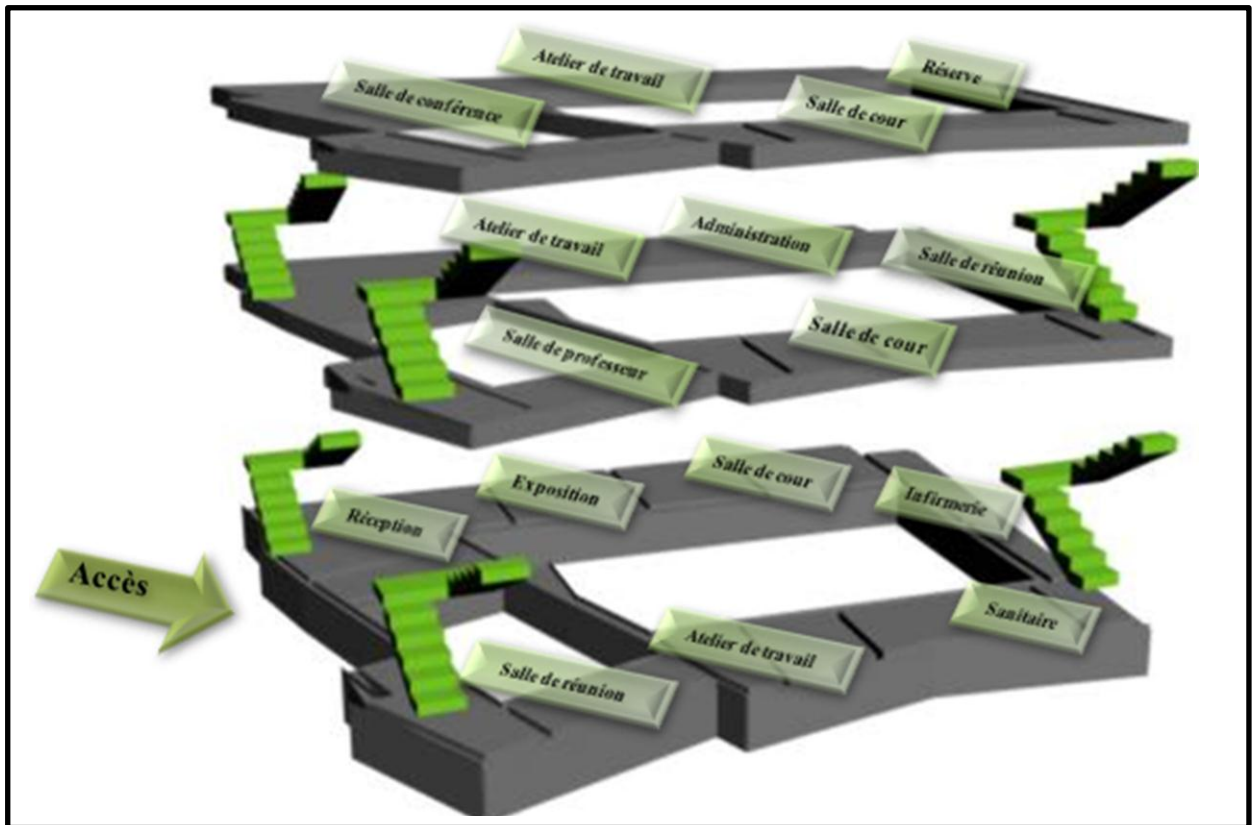 Atelier de travail
Réserve
Salle de conférence
Salle de cour
Atelier de travail
Administration
Salle de réunion
Salle de professeur
Salle de cour
Exposition
Salle de cour
Infirmerie
Réception
Accès
Sanitaire
Atelier de travail
Salle de réunion